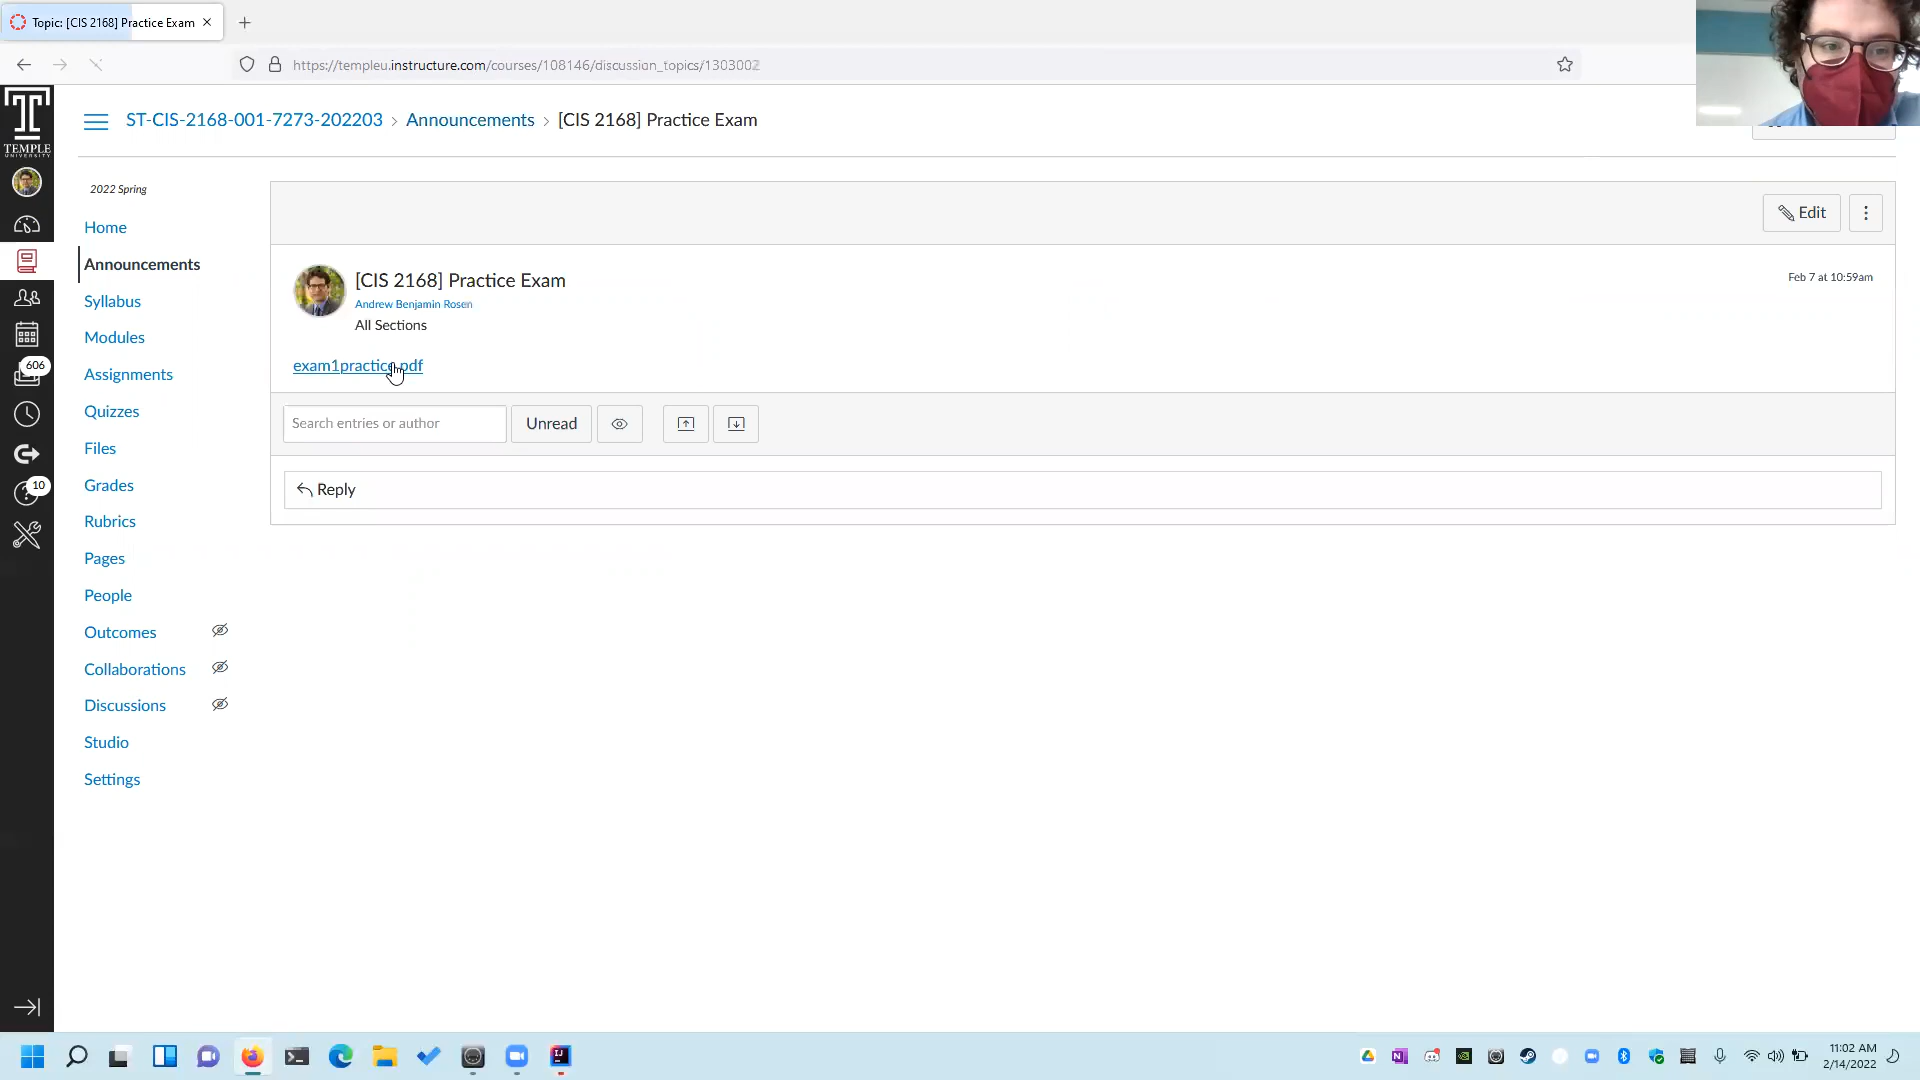 Topic: [CIS 2168] Practice Exam
https://templeu.instructure.com/courses/108146/discussion_topics/1303002
TEMPLE
UNIVERSITY
ST-CIS-2168-001-7273-202203 > Announcements > [CIS 2168] Practice Exam
2022 Spring
Home
Announcements
Syllabus
Modules
Assignments
Quizzes
Files
Grades
Rubrics
Pages
People
Outcomes
Collaborations
Discussions
Studio
Settings
606
10
Edit
[CIS 2168] Practice Exam
Feb 7 at 10:59am
Andrew Benjamin Rosen
All Sections
exam1practice.pdf
Search entries or author
Unread
Reply
11:02 AM
2/14/2022